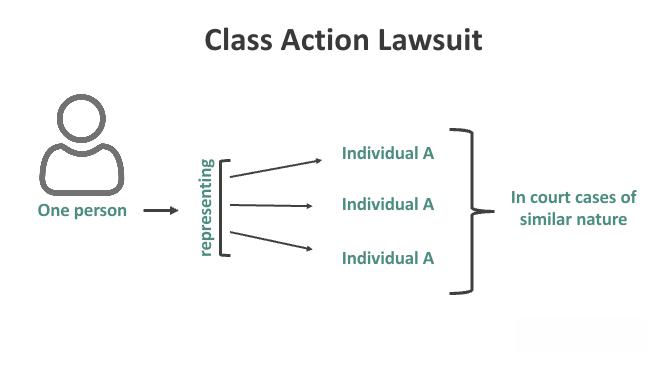 Class Action Lawsuit
One person
representing
Individual A
Individual A
Individual A
In court cases of
similar nature